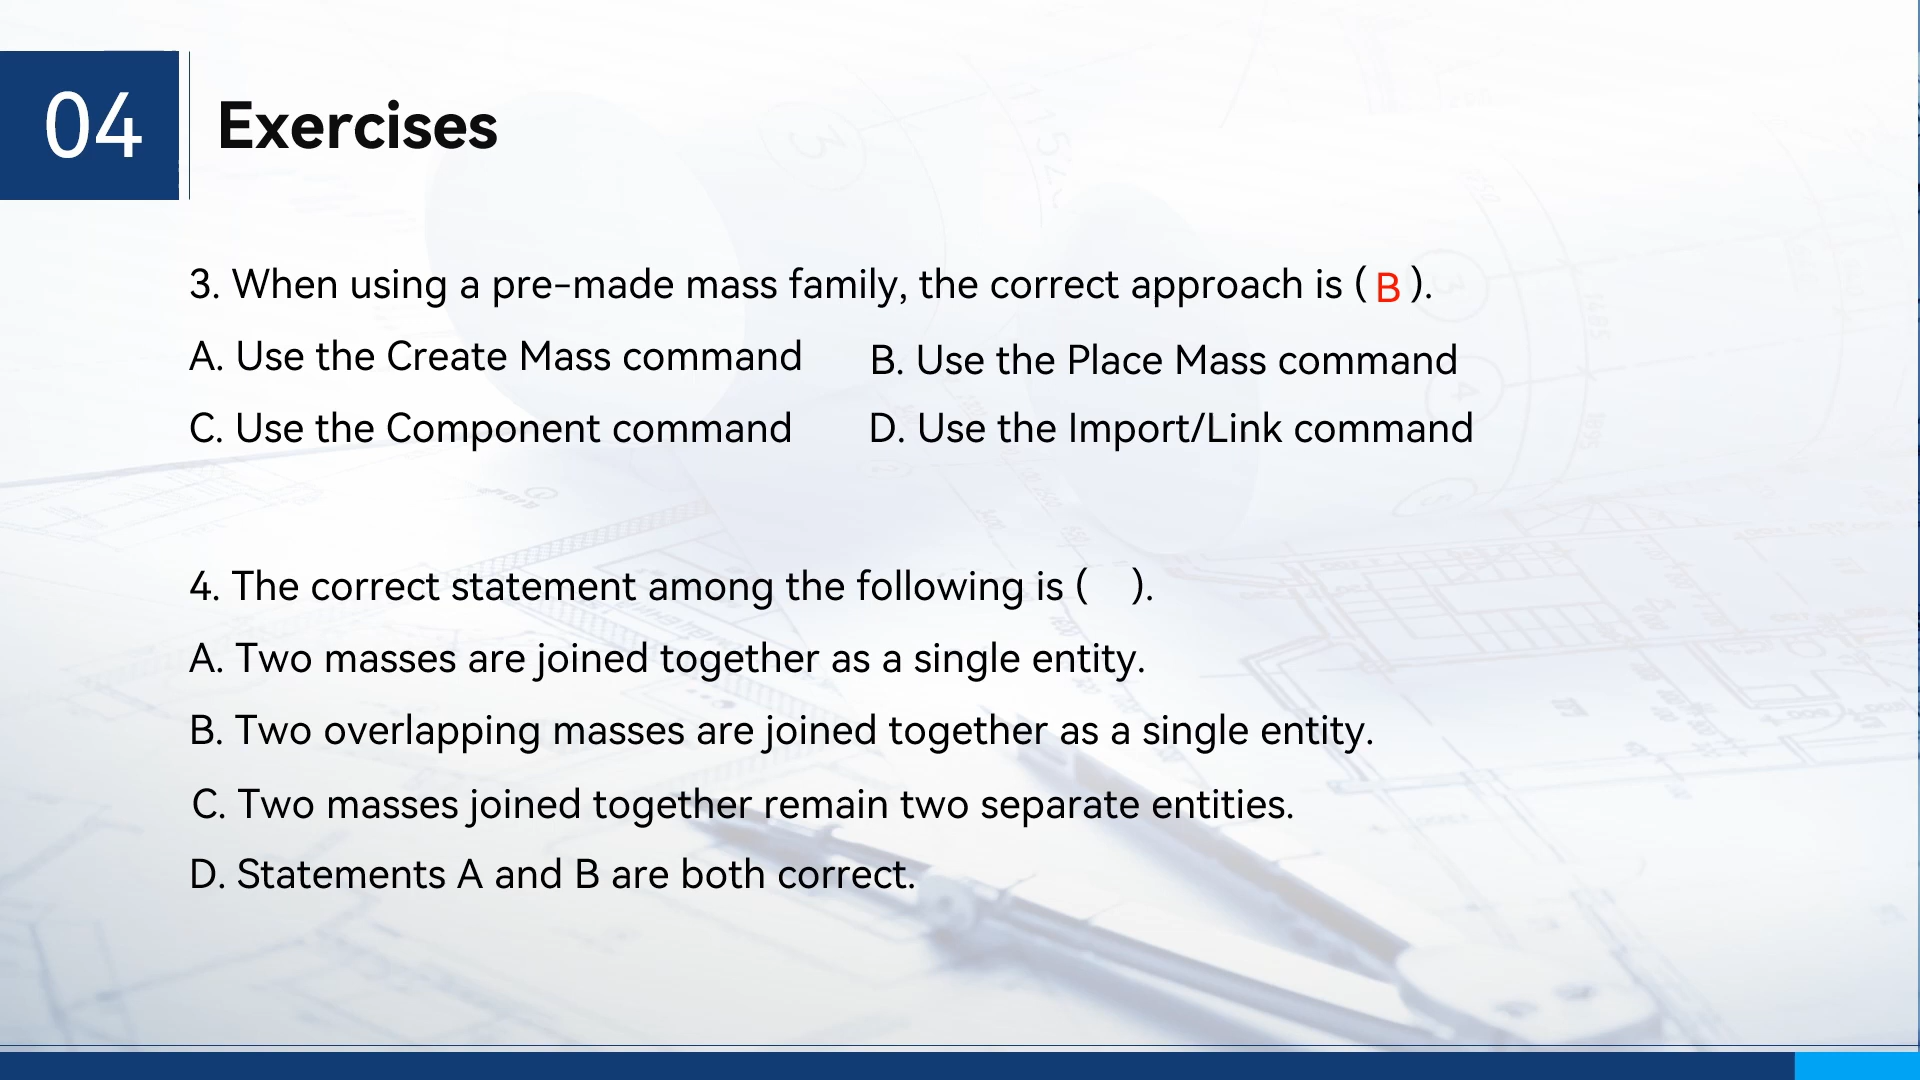 04
Exercises
3. When using a pre-made mass family, the correct approach is ( B ).
A. Use the Create Mass command B. Use the Place Mass command
C. Use the Component command D. Use the Import/Link command
4. The correct statement among the following is ( ).
A. Two masses are joined together as a single entity.
B. Two overlapping masses are joined together as a single entity.
C. Two masses joined together remain two separate entities.
D. Statements A and B are both correct.